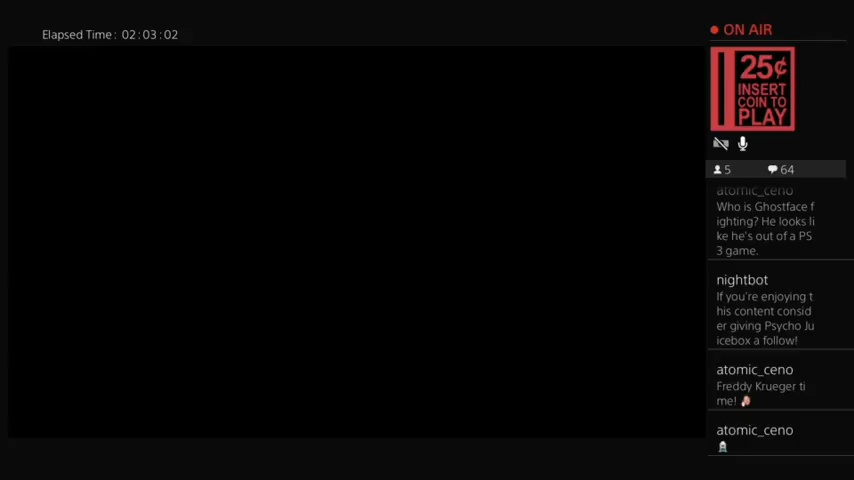 Elapsed Time: 02:03:02
ON AIR
25¢
INSERT
COIN TO
PLAY
5 64
atomic_ceno
Who is Ghostface f
ighting? He looks li
ke he's out of a PS
3 game.
nightbot
If you're enjoying t
his content consid
er giving Psycho Ju
icebox a follow!
atomic_ceno
Freddy Krueger ti
me!
atomic_ceno